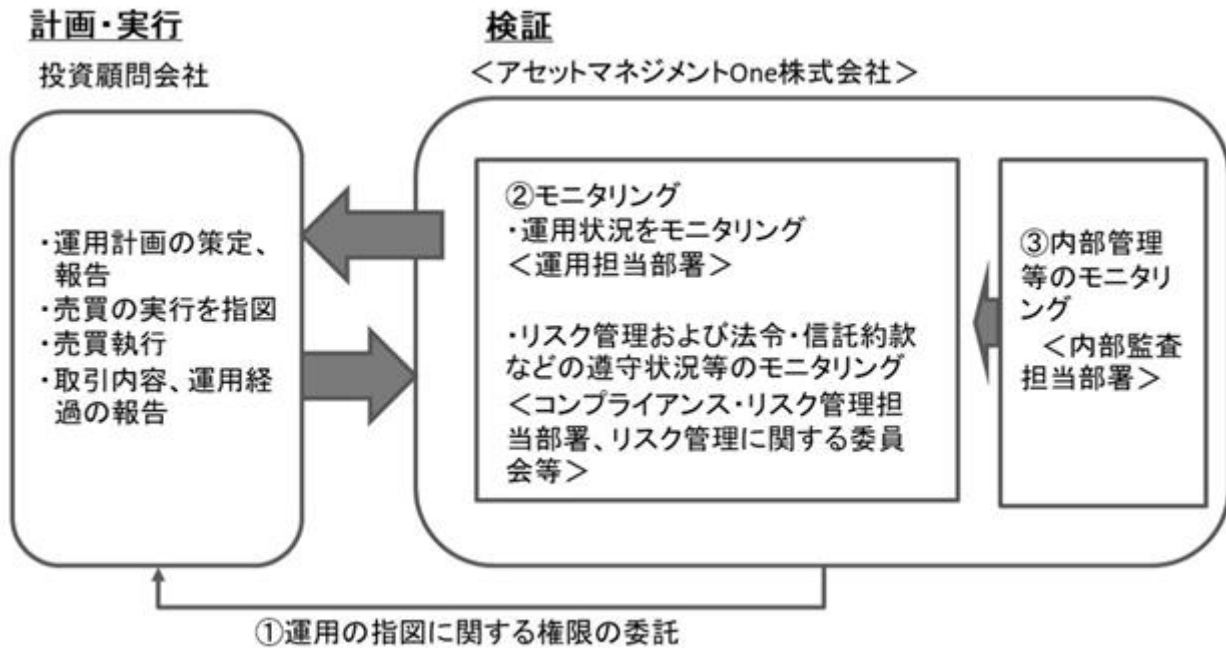 計画・実行
投資顧問会社
・運用計画の策定、
報告
・売買の実行を指図
・売買執行
・取引内容、運用経
過の報告
検証
＜アセットマネジメントOne株式会社＞
②モニタリング
・運用状況をモニタリング
＜運用担当部署＞
・リスク管理および法令・信託約款
などの遵守状況等のモニタリング
＜コンプライアンス・リスク管理担
当部署、リスク管理に関する委員
会等＞
③内部管理
等のモニタリ
ング
＜内部監査
担当部署＞
①運用の指図に関する権限の委託